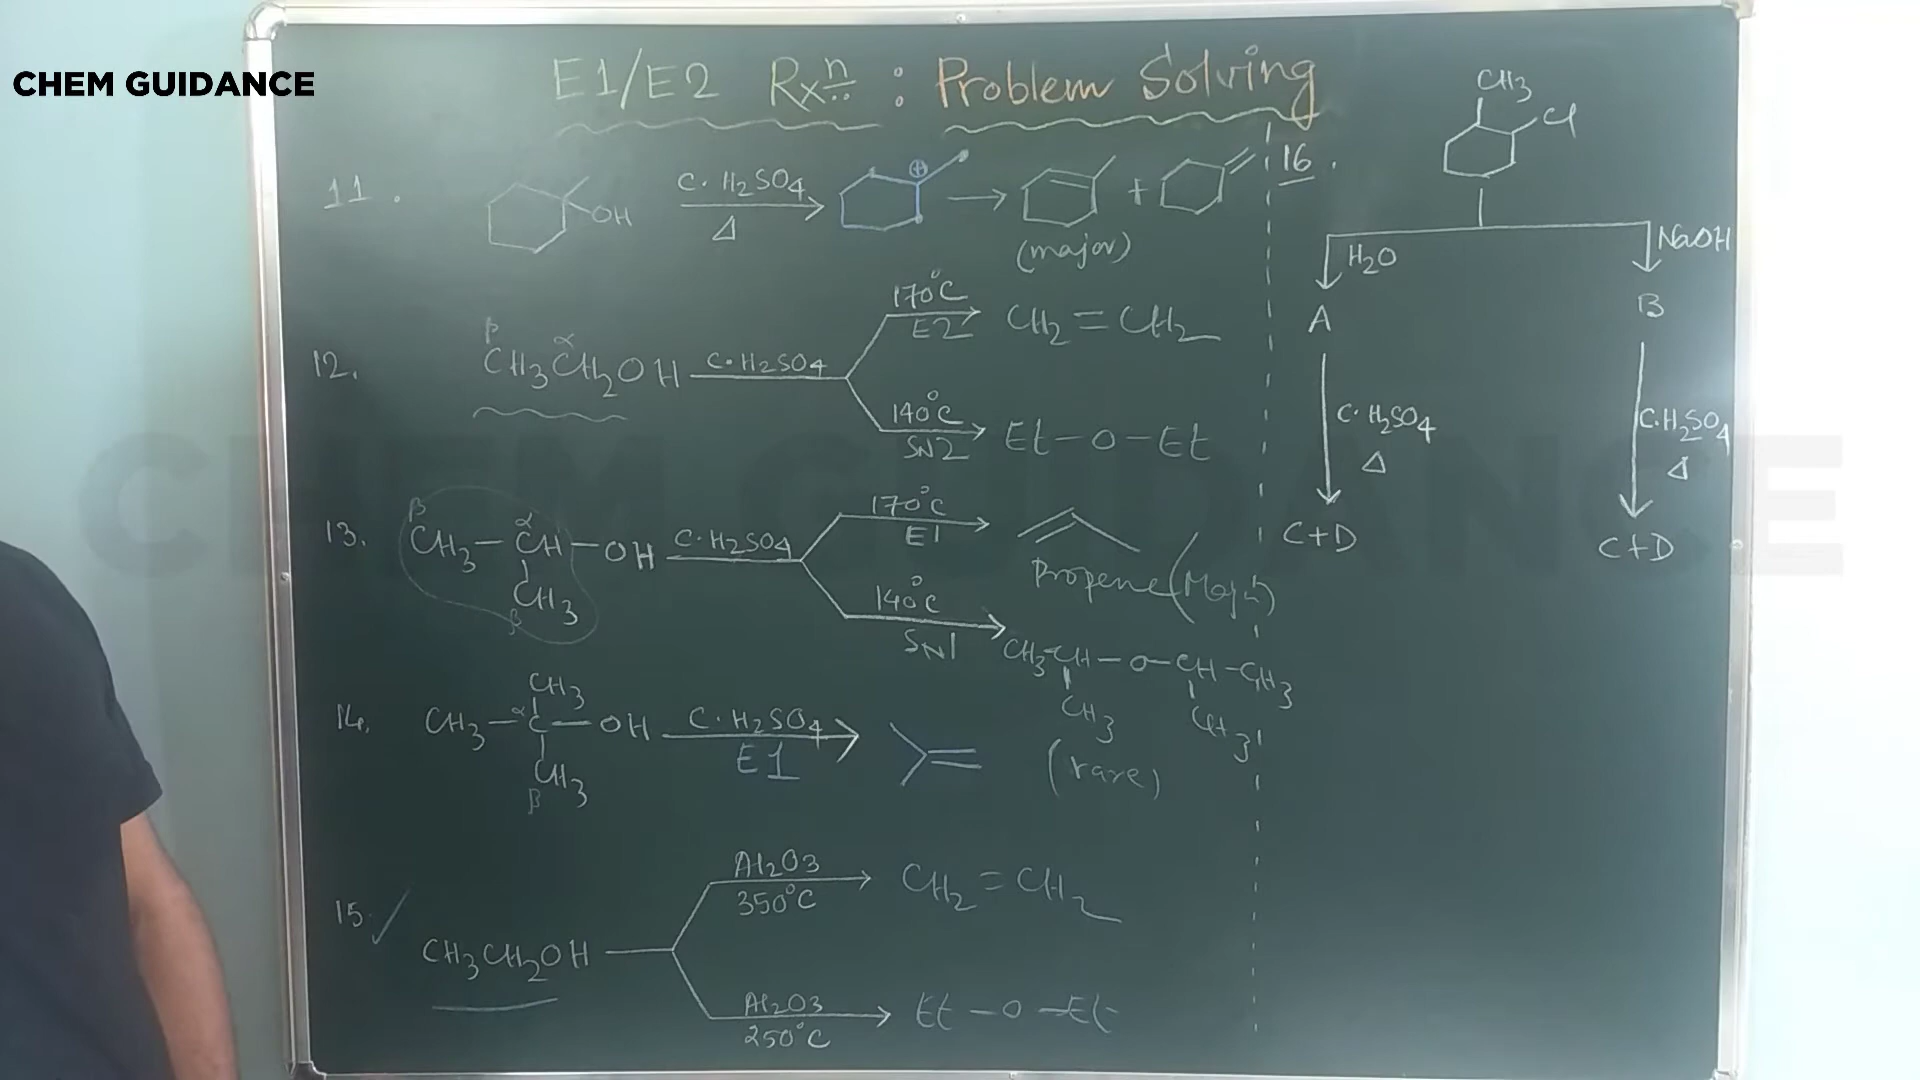 CHEM GUIDANCE
E1/E2 Rxn : Problem Solving
11.
OH
C.H2SO4
Δ
⊕
+
(major)
12.
β α
CH3CH2OH
C.H2SO4
170°C
E2
CH2=CH2
140°C
SN2
Et-O-Et
13.
β α
CH3-CH-OH
CH3
β
C.H2SO4
170°C
E1
Propene (Major)
140°C
SN1
CH3-CH-O-CH-CH3
CH3 CH3
(rare)
14.
CH3
CH3-C-OH
α
CH3
β
C.H2SO4
E1
15.
CH3CH2OH
Al2O3
350°C
CH2=CH2
Al2O3
250°C
Et-O-Et
16.
CH3
Cl
H2O
NaOH
A
B
C.H2SO4
Δ
C.H2SO4
Δ
C+D
C+D
CHEM GUIDANCE